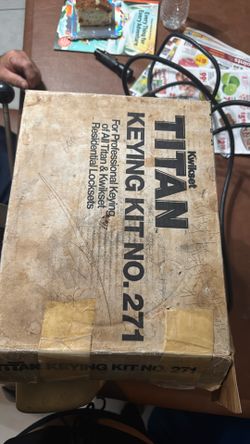 Kwikset
TITAN™
KEYING KIT NO. 271
For Professional Keying
of All Titan & Kwikset
Residential Locksets
TITAN KEYING KIT NO. 271